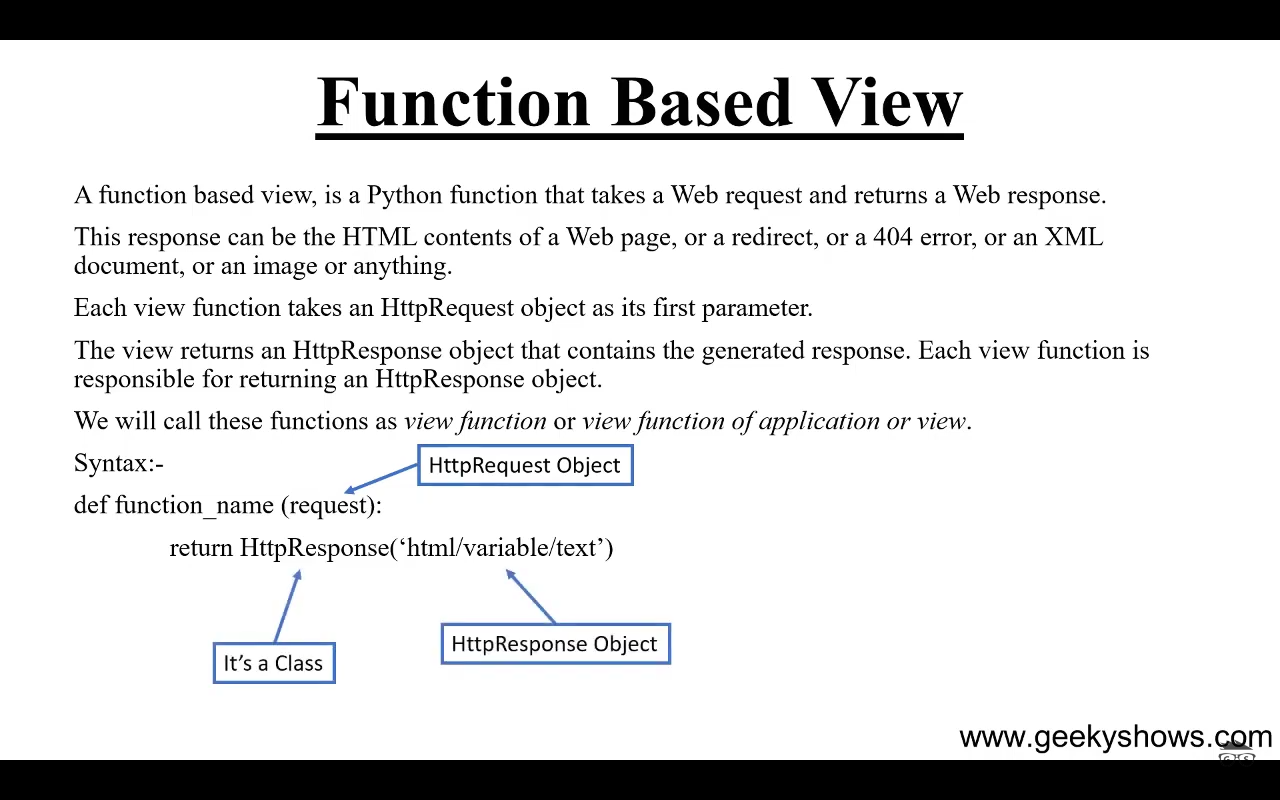 Function Based View
A function based view, is a Python function that takes a Web request and returns a Web response.
This response can be the HTML contents of a Web page, or a redirect, or a 404 error, or an XML
document, or an image or anything.
Each view function takes an HttpRequest object as its first parameter.
The view returns an HttpResponse object that contains the generated response. Each view function is
responsible for returning an HttpResponse object.
We will call these functions as view function or view function of application or view.
Syntax:-
HttpRequest Object
def function_name (request):
return HttpResponse(‘html/variable/text’)
HttpResponse Object
It’s a Class
www.geekyshows.com